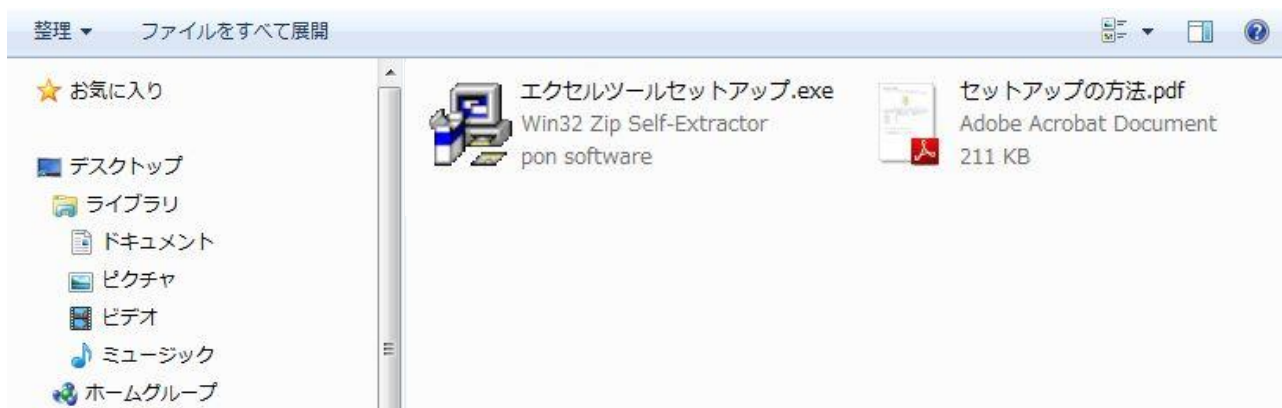 整理 ファイルをすべて展開
お気に入り
デスクトップ
ライブラリ
ドキュメント
ピクチャ
ビデオ
ミュージック
ホームグループ
エクセルツールセットアップ.exe
Win32 Zip Self-Extractor
pon software
セットアップの方法.pdf
Adobe Acrobat Document
211 KB